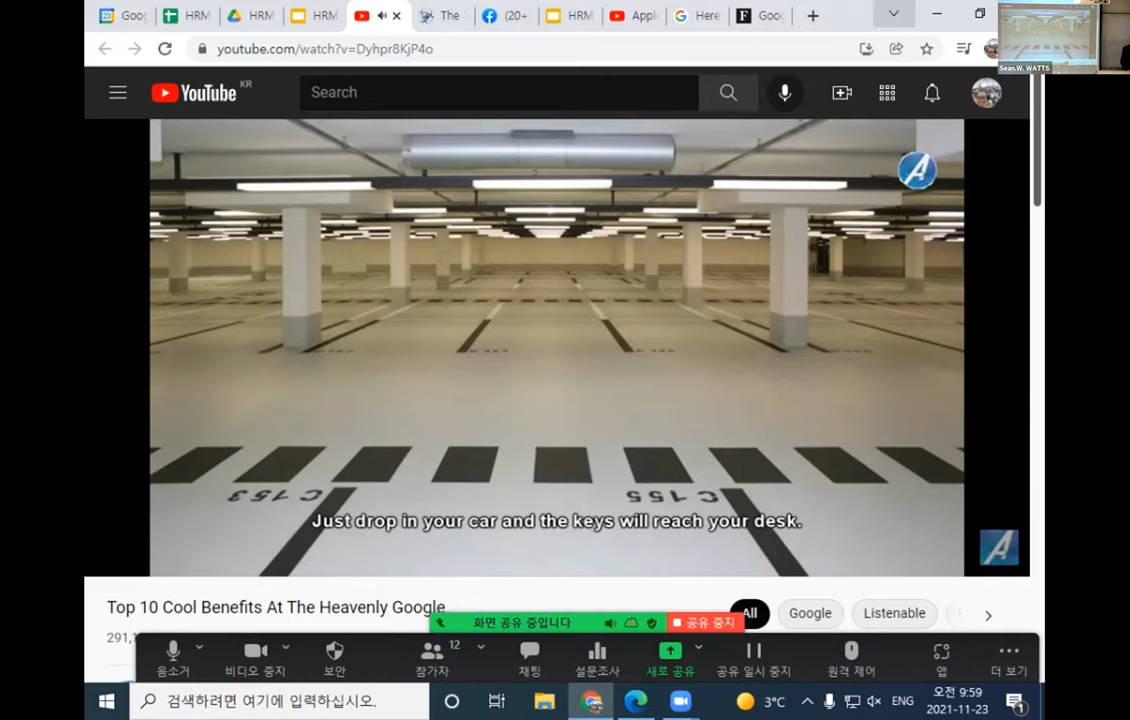 Goo
HRM
HRM
HRM
The
(20+
HRM
Appl
Here
Goo
youtube.com/watch?v=Dyhpr8KjP4o
Sean.W. WATTS
YouTube KR
Search
A
C 153
C 155
Just drop in your car and the keys will reach your desk.
A
Top 10 Cool Benefits At The Heavenly Google
All
Google
Listenable
291,1
화면 공유 중입니다
공유 중지
12
음소거
비디오 중지
보안
참가자
채팅
설문조사
새로 공유
공유 일시 중지
원격 제어
앱
더 보기
검색하려면 여기에 입력하십시오.
3°C
ENG
오전 9:59
2021-11-23
1